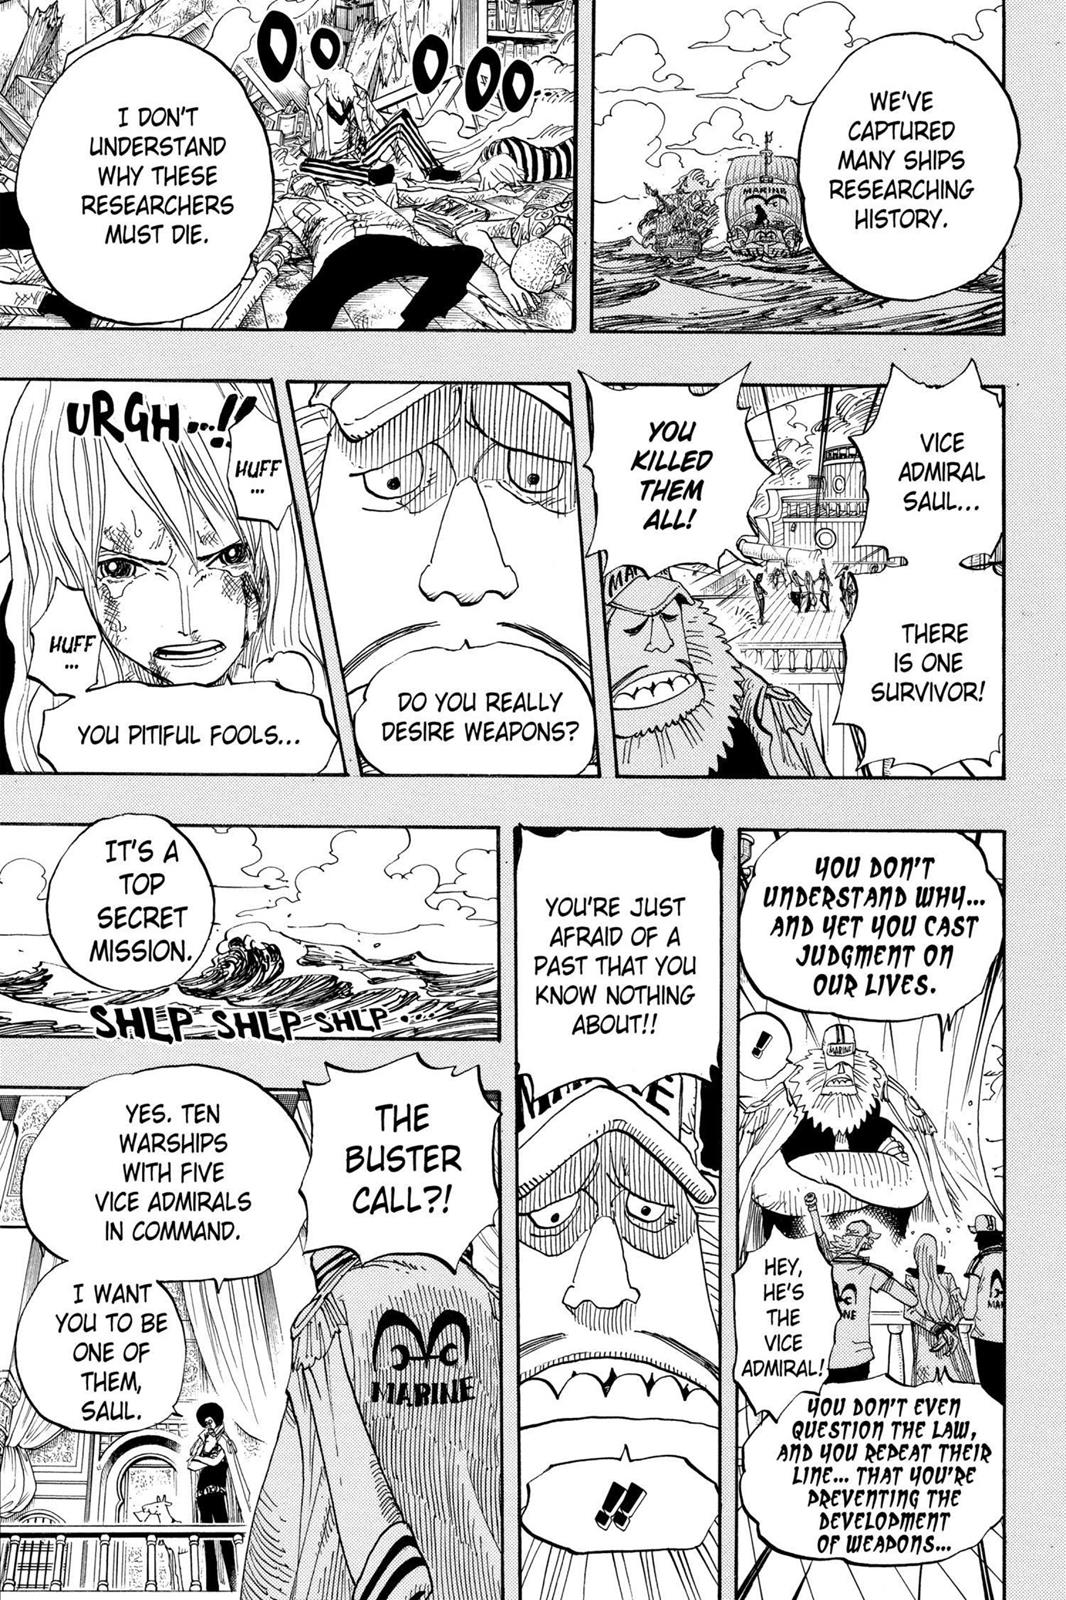 WE'VE
CAPTURED
MANY SHIPS
RESEARCHING
HISTORY.
MARINE
I DON'T
UNDERSTAND
WHY THESE
RESEARCHERS
MUST DIE.
OO OOOO...
VICE
ADMIRAL
SAUL...
THERE
IS ONE
SURVIVOR!
YOU
KILLED
THEM
ALL!
DO YOU REALLY
DESIRE WEAPONS?
URGH...!!
HUFF
...
HUFF
...
YOU PITIFUL FOOLS...
YOU DON'T
UNDERSTAND WHY...
AND YET YOU CAST
JUDGMENT ON
OUR LIVES.
!
MARINE
HEY,
HE'S
THE
VICE
ADMIRAL!
YOU DON'T EVEN
QUESTION THE LAW,
AND YOU REPEAT THEIR
LINE... THAT YOU'RE
PREVENTING THE
DEVELOPMENT
OF WEAPONS...
YOU'RE JUST
AFRAID OF A
PAST THAT YOU
KNOW NOTHING
ABOUT!!
!!
IT'S A
TOP
SECRET
MISSION.
SHLP SHLP SHLP...
THE
BUSTER
CALL?!
MARINE
YES. TEN
WARSHIPS
WITH FIVE
VICE ADMIRALS
IN COMMAND.
I WANT
YOU TO BE
ONE OF
THEM,
SAUL.